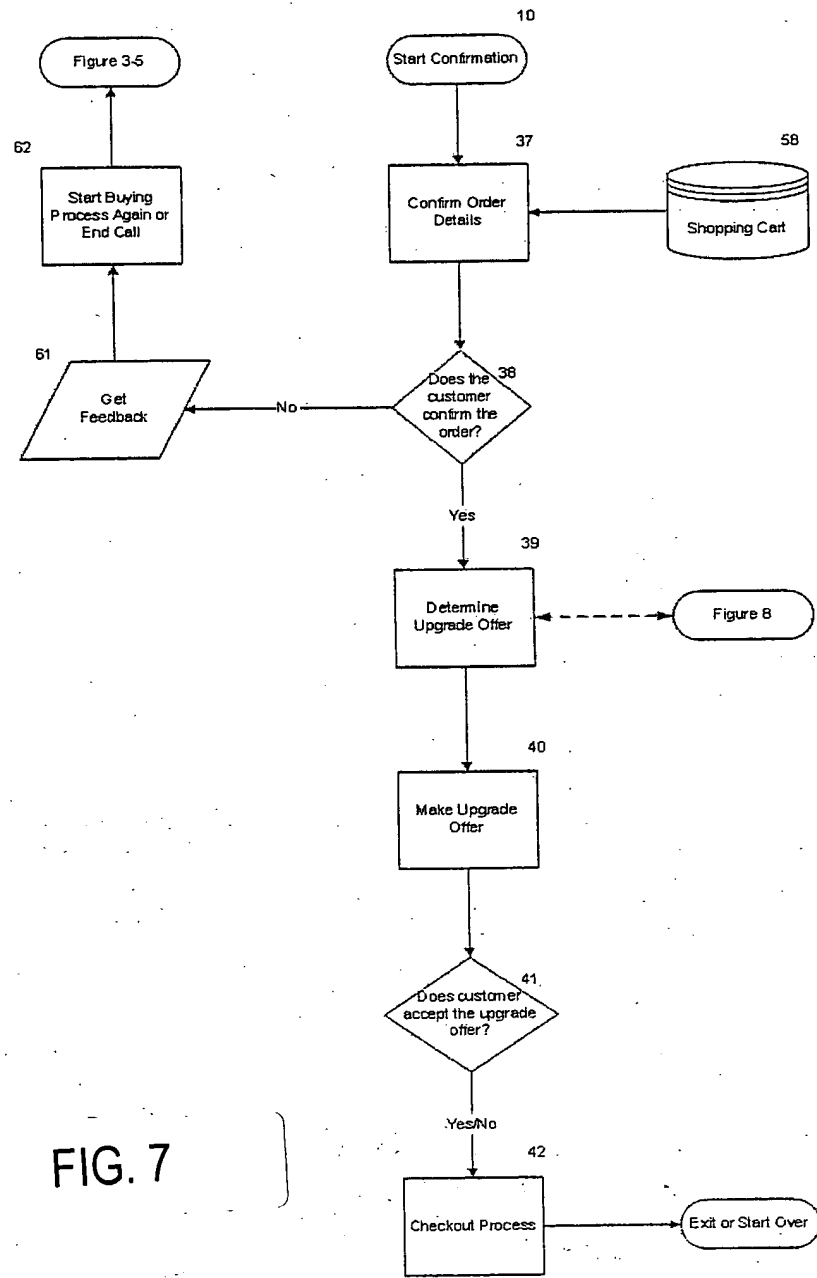 10
Figure 3-5
Start Confirmation
62
37
58
Start Buying
Process Again or
End Call
Confirm Order
Details
Shopping Cart
61
38
Get
Feedback
No
Does the
customer
confirm the
order?
Yes
39
Determine
Upgrade Offer
Figure 8
40
Make Upgrade
Offer
41
Does customer
accept the upgrade
offer?
Yes/No
42
FIG. 7
Checkout Process
Exit or Start Over